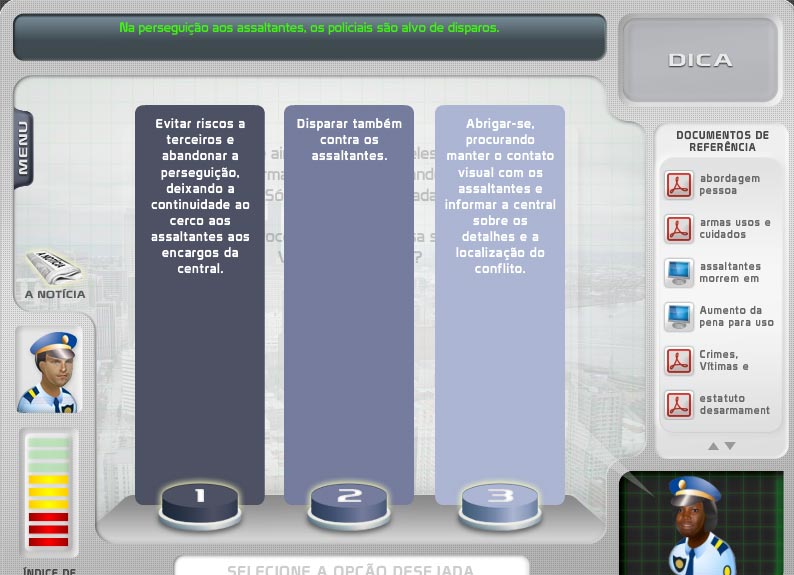 Na perseguição aos assaltantes, os policiais são alvo de disparos.
DICA
MENU
Evitar riscos a
terceiros e
abandonar a
perseguição,
deixando a
continuidade ao
cerco aos
assaltantes aos
encargos da
central.
1
Disparar também
contra os
assaltantes.
2
Abrigar-se,
procurando
manter o contato
visual com os
assaltantes e
informar a central
sobre os
detalhes e a
localização do
conflito.
3
A NOTÍCIA
A NOTÍCIA
DOCUMENTOS DE
REFERÊNCIA
abordagem
pessoa
armas usos e
cuidados
assaltantes
morrem em
Aumento da
pena para uso
Crimes,
Vítimas e
estatuto
desarmament
ÍNDICE DE
SELECIONE A OPÇÃO DESEJADA